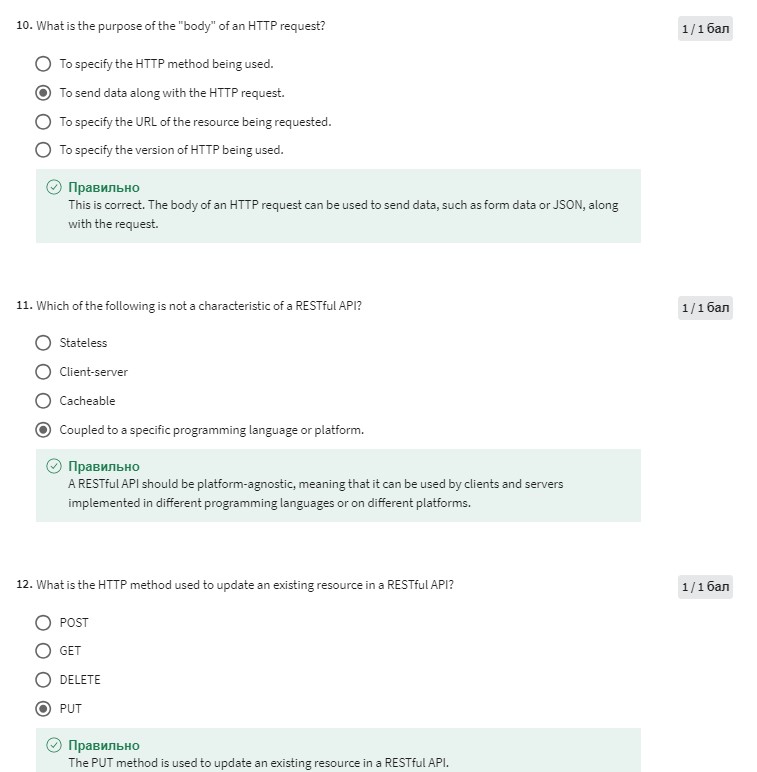 10. What is the purpose of the "body" of an HTTP request?
1 / 1 бал
To specify the HTTP method being used.
To send data along with the HTTP request.
To specify the URL of the resource being requested.
To specify the version of HTTP being used.
Правильно
This is correct. The body of an HTTP request can be used to send data, such as form data or JSON, along
with the request.
11. Which of the following is not a characteristic of a RESTful API?
1 / 1 бал
Stateless
Client-server
Cacheable
Coupled to a specific programming language or platform.
Правильно
A RESTful API should be platform-agnostic, meaning that it can be used by clients and servers
implemented in different programming languages or on different platforms.
12. What is the HTTP method used to update an existing resource in a RESTful API?
1 / 1 бал
POST
GET
DELETE
PUT
Правильно
The PUT method is used to update an existing resource in a RESTful API.